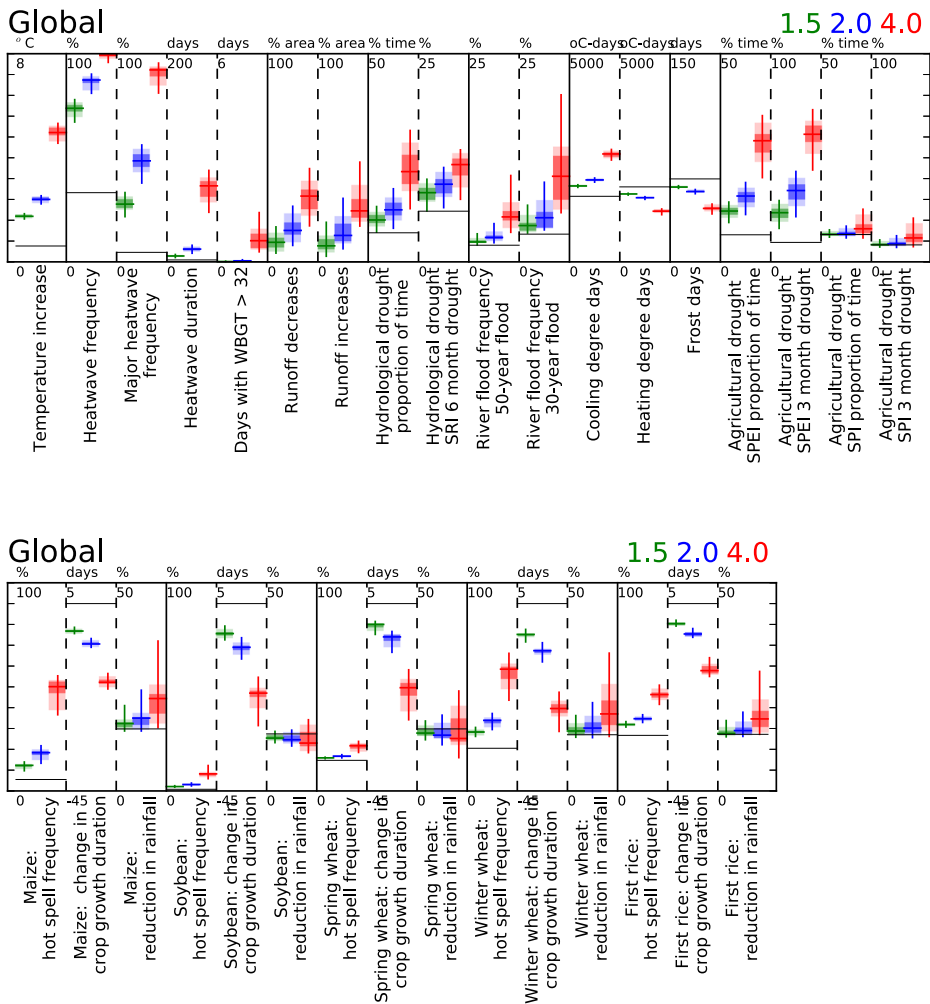 Global 1.5 2.0 4.0
°C % % days days % area % area % time % % % oC-days oC-days days % time % % time %
8 100 100 200 6 100 100 50 25 25 25 5000 5000 150 50 100 50 100
0 0 0 0 0 0 0 0 0 0 0 0 0 0 0 0 0 0
Temperature increase
Heatwave frequency
Major heatwave
frequency
Heatwave duration
Days with WBGT > 32
Runoff decreases
Runoff increases
Hydrological drought
proportion of time
Hydrological drought
SRI 6 month drought
River flood frequency
50-year flood
River flood frequency
30-year flood
Cooling degree days
Heating degree days
Frost days
Agricultural drought
SPEI proportion of time
Agricultural drought
SPEI 3 month drought
Agricultural drought
SPI proportion of time
Agricultural drought
SPI 3 month drought
Global 1.5 2.0 4.0
% days % % days % % days % % days % % days %
100 5 50 100 5 50 100 5 50 100 5 50 100 5 50
0 -45 0 0 -45 0 0 -45 0 0 -45 0 0 -45 0
Maize:
hot spell frequency
Maize: change in
crop growth duration
Maize:
reduction in rainfall
Soybean:
hot spell frequency
Soybean: change in
crop growth duration
Soybean:
reduction in rainfall
Spring wheat:
hot spell frequency
Spring wheat: change in
crop growth duration
Spring wheat:
reduction in rainfall
Winter wheat:
hot spell frequency
Winter wheat: change in
crop growth duration
Winter wheat:
reduction in rainfall
First rice:
hot spell frequency
First rice: change in
crop growth duration
First rice:
reduction in rainfall